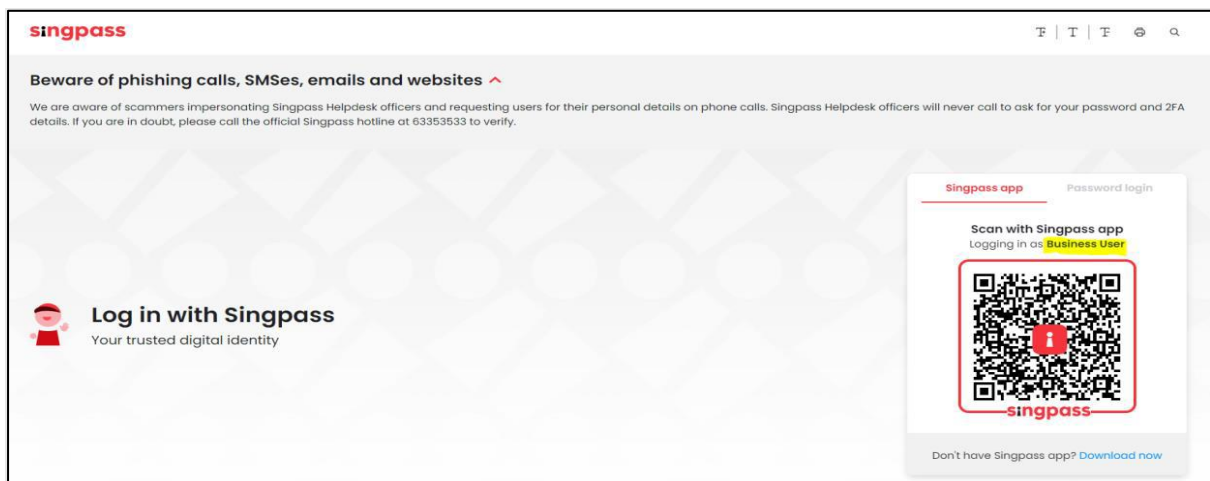 singpass
T | T | T
Beware of phishing calls, SMSes, emails and websites
We are aware of scammers impersonating Singpass Helpdesk officers and requesting users for their personal details on phone calls. Singpass Helpdesk officers will never call to ask for your password and 2FA
details. If you are in doubt, please call the official Singpass hotline at 63353533 to verify.
Singpass app Password login
Scan with Singpass app
Logging in as Business User
Log in with Singpass
Your trusted digital identity
singpass
Don't have Singpass app? Download now